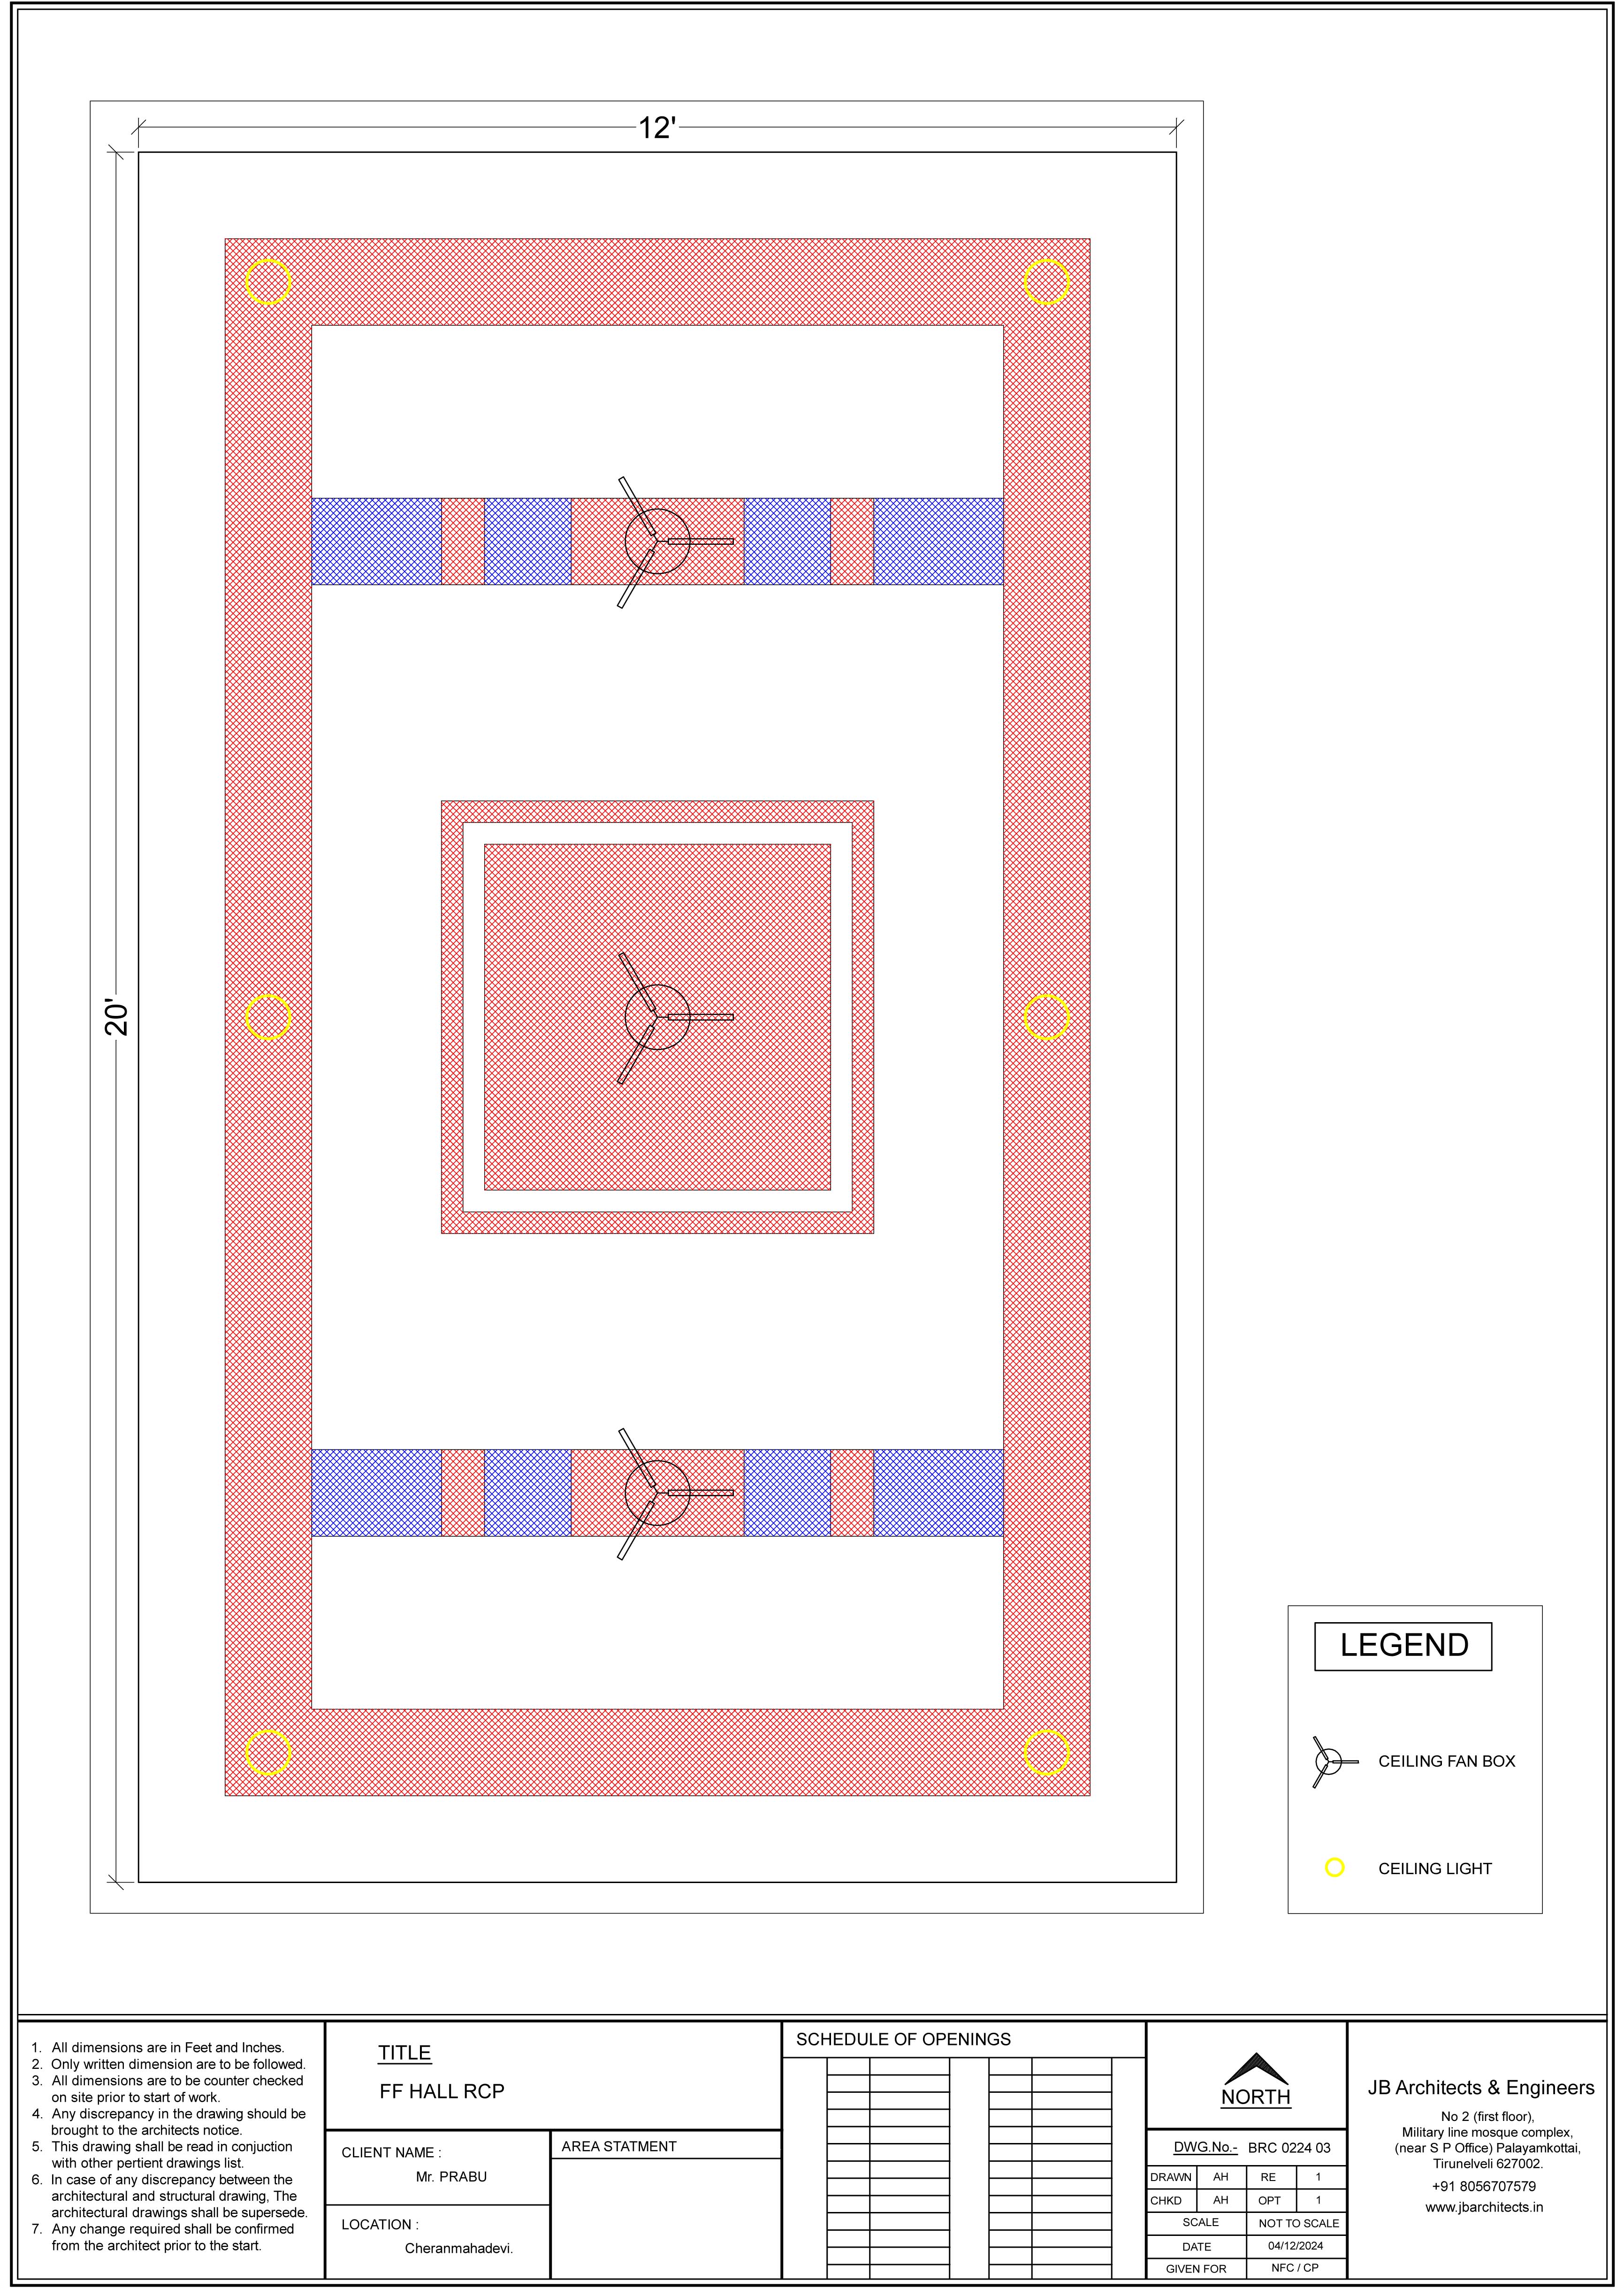 12'
20'
LEGEND
CEILING FAN BOX
CEILING LIGHT
1. All dimensions are in Feet and Inches.
2. Only written dimension are to be followed.
3. All dimensions are to be counter checked
on site prior to start of work.
4. Any discrepancy in the drawing should be
brought to the architects notice.
5. This drawing shall be read in conjuction
with other pertient drawings list.
6. In case of any discrepancy between the
architectural and structural drawing, The
architectural drawings shall be supersede.
7. Any change required shall be confirmed
from the architect prior to the start.
TITLE
FF HALL RCP
CLIENT NAME :
Mr. PRABU
LOCATION :
Cheranmahadevi.
AREA STATMENT
SCHEDULE OF OPENINGS
NORTH
DWG.No.- BRC 0224 03
DRAWN AH RE 1
CHKD AH OPT 1
SCALE NOT TO SCALE
DATE 04/12/2024
GIVEN FOR NFC / CP
JB Architects & Engineers
No 2 (first floor),
Military line mosque complex,
(near S P Office) Palayamkottai,
Tirunelveli 627002.
+91 8056707579
www.jbarchitects.in